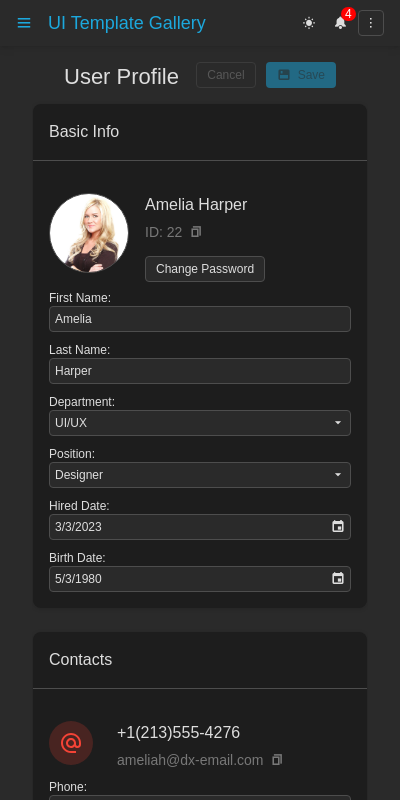 UI Template Gallery
4
User Profile
Cancel
Save
Basic Info
Amelia Harper
ID: 22
Change Password
First Name:
Amelia
Last Name:
Harper
Department:
UI/UX
Position:
Designer
Hired Date:
3/3/2023
Birth Date:
5/3/1980
Contacts
+1(213)555-4276
ameliah@dx-email.com
Phone: